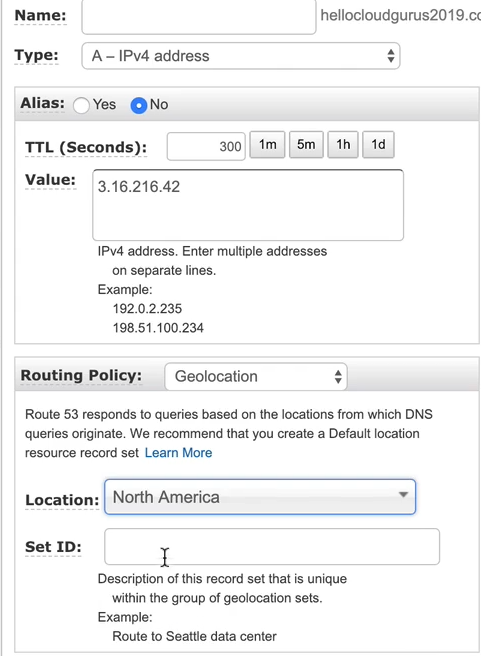 Name: hellocloudgurus2019.co
Type: A – IPv4 address
Alias: Yes No
TTL (Seconds): 300 1m 5m 1h 1d
Value: 3.16.216.42
IPv4 address. Enter multiple addresses
on separate lines.
Example:
192.0.2.235
198.51.100.234
Routing Policy: Geolocation
Route 53 responds to queries based on the locations from which DNS
queries originate. We recommend that you create a Default location
resource record set Learn More
Location: North America
Set ID:
Description of this record set that is unique
within the group of geolocation sets.
Example:
Route to Seattle data center